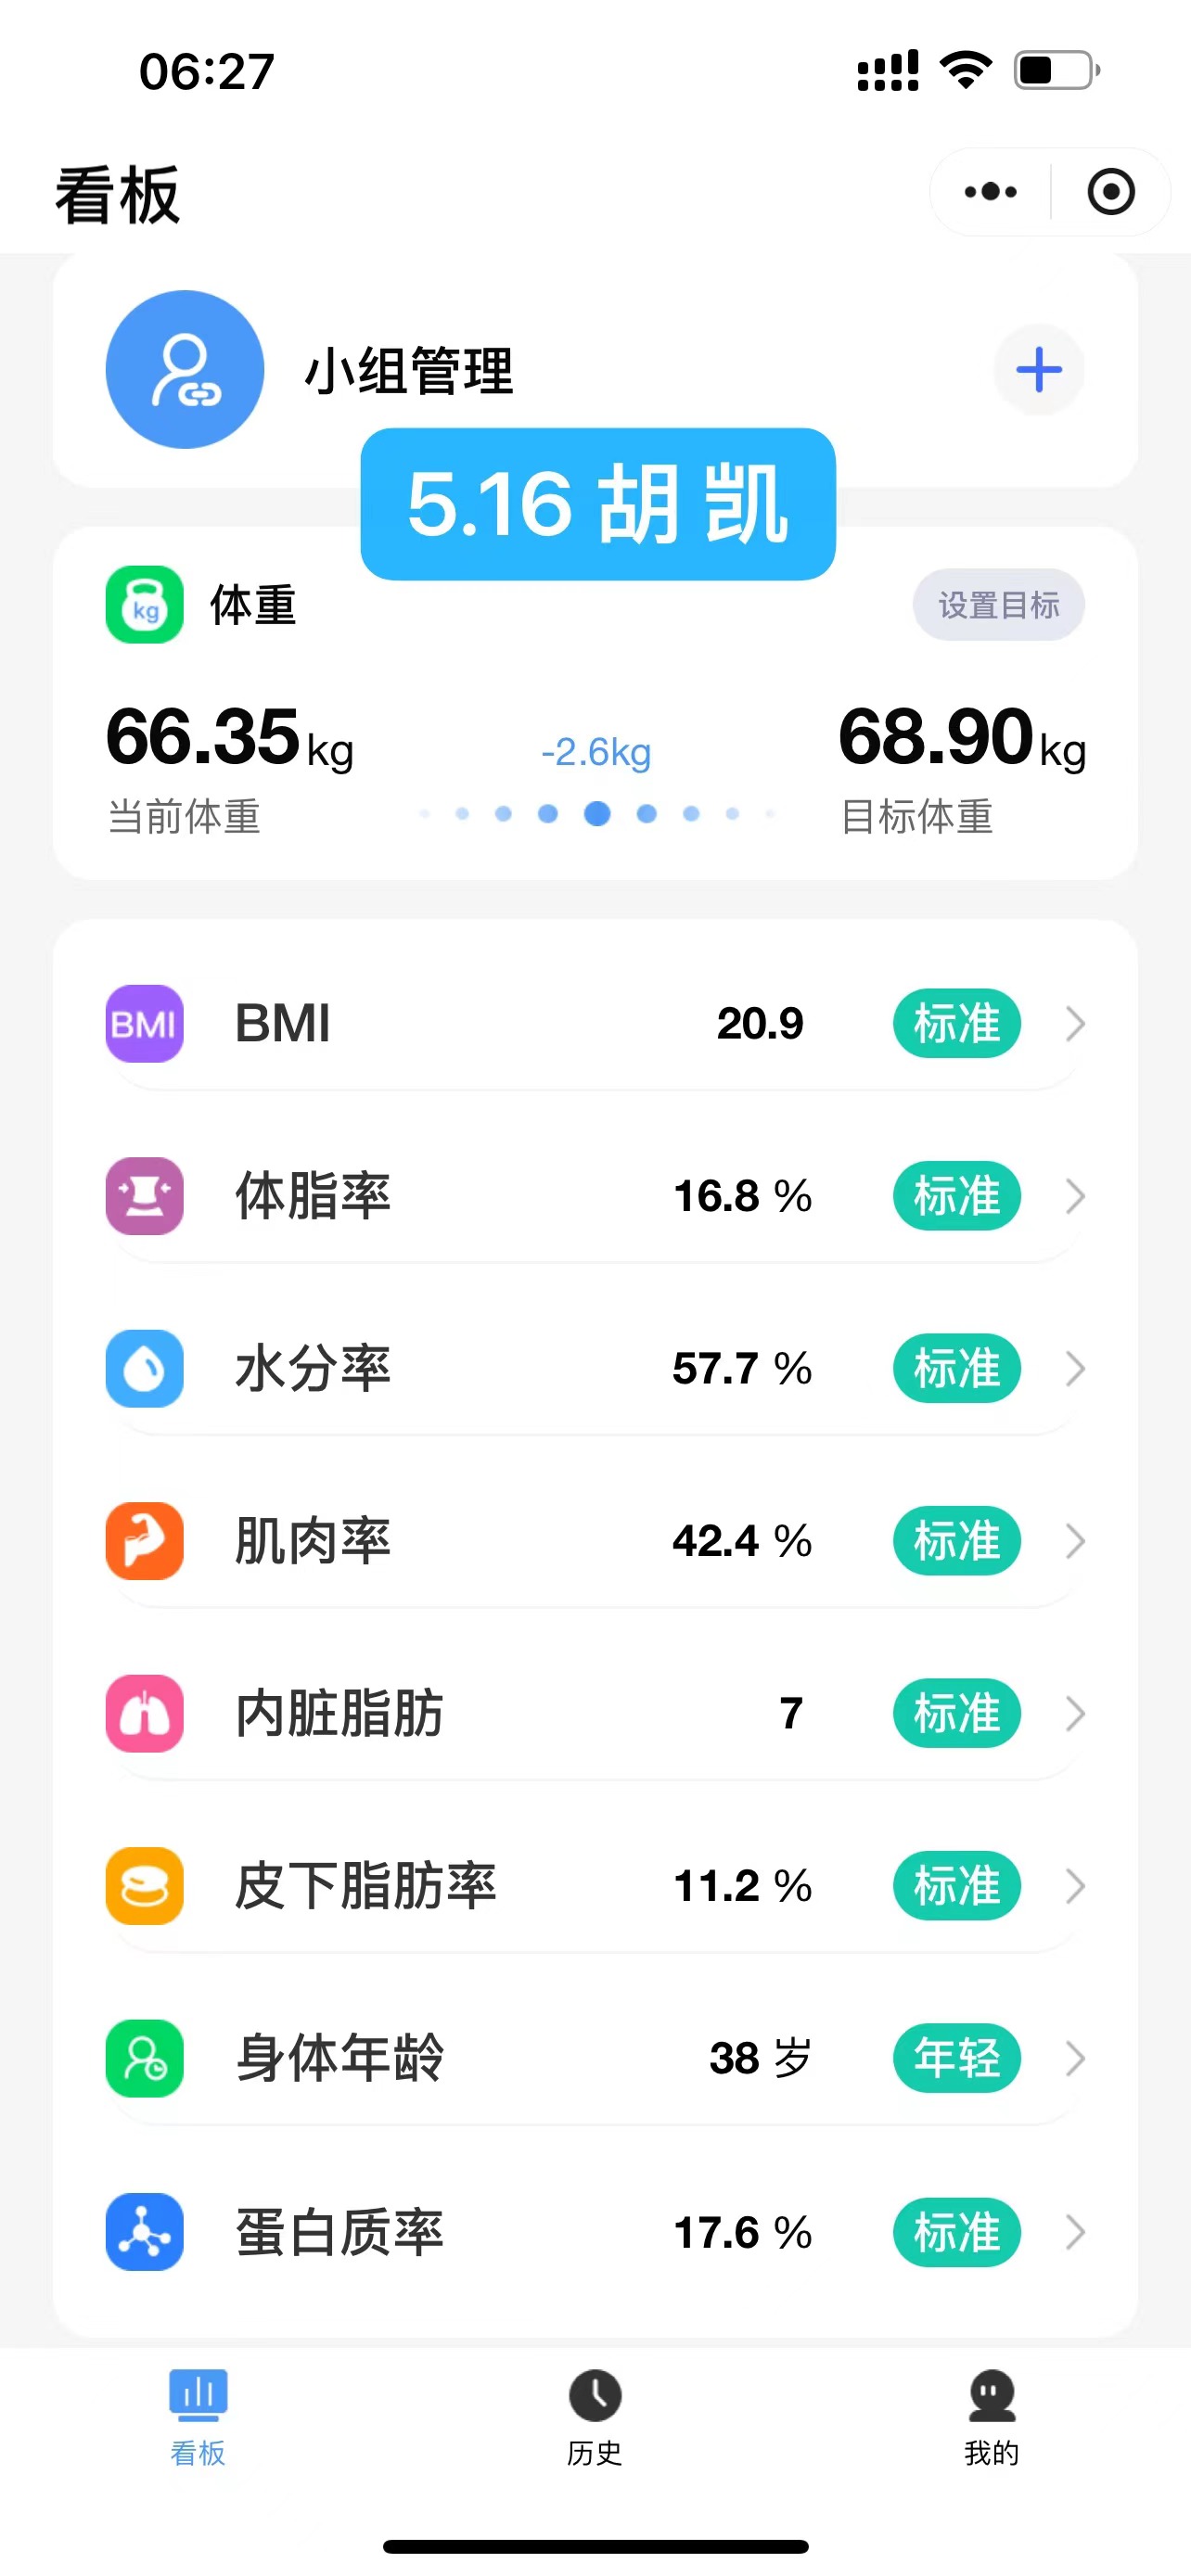 06:27
看板
小组管理
5.16 胡 凯
kg
体重
设置目标
66.35kg
-2.6kg
68.90kg
当前体重
目标体重
BMI
BMI
20.9
标准
体脂率
16.8 %
标准
水分率
57.7 %
标准
肌肉率
42.4 %
标准
内脏脂肪
7
标准
皮下脂肪率
11.2 %
标准
身体年龄
38 岁
年轻
蛋白质率
17.6 %
标准
看板
历史
我的